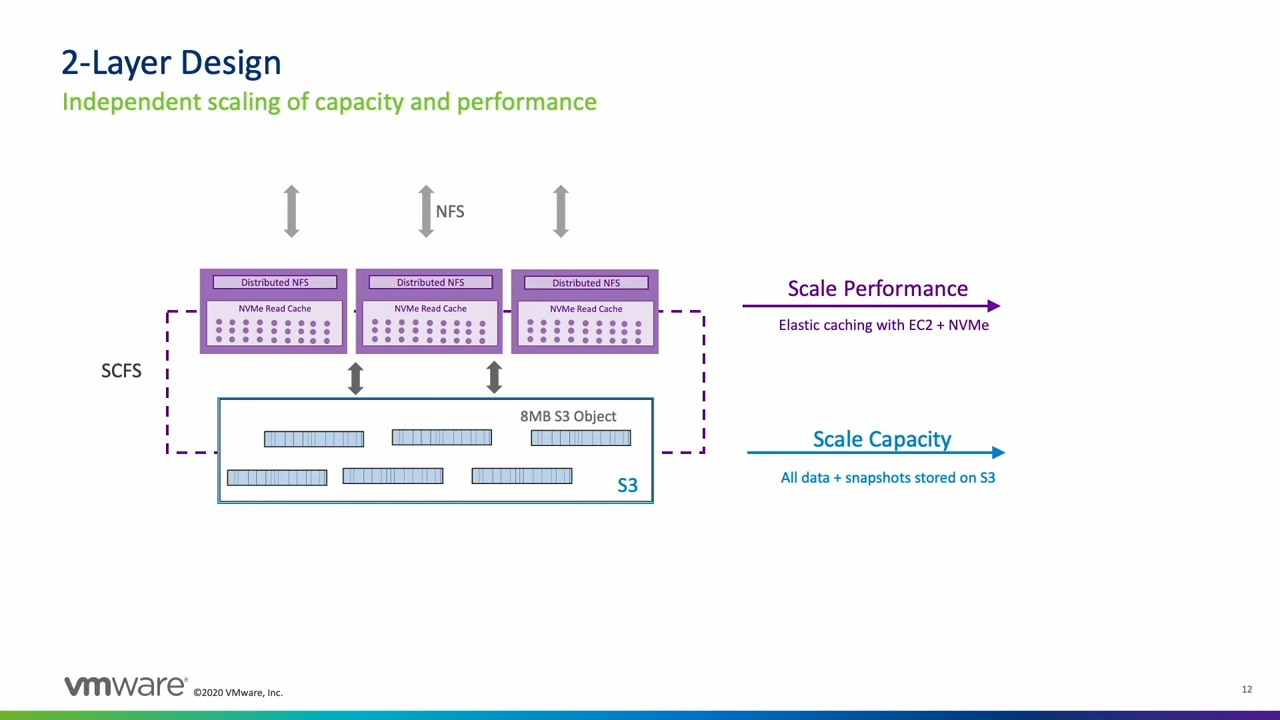 2-Layer Design
Independent scaling of capacity and performance
NFS
Distributed NFS
Distributed NFS
Distributed NFS
NVMe Read Cache
NVMe Read Cache
NVMe Read Cache
Scale Performance
Elastic caching with EC2 + NVMe
SCFS
8MB S3 Object
S3
Scale Capacity
All data + snapshots stored on S3
vmware®
©2020 VMware, Inc.
12